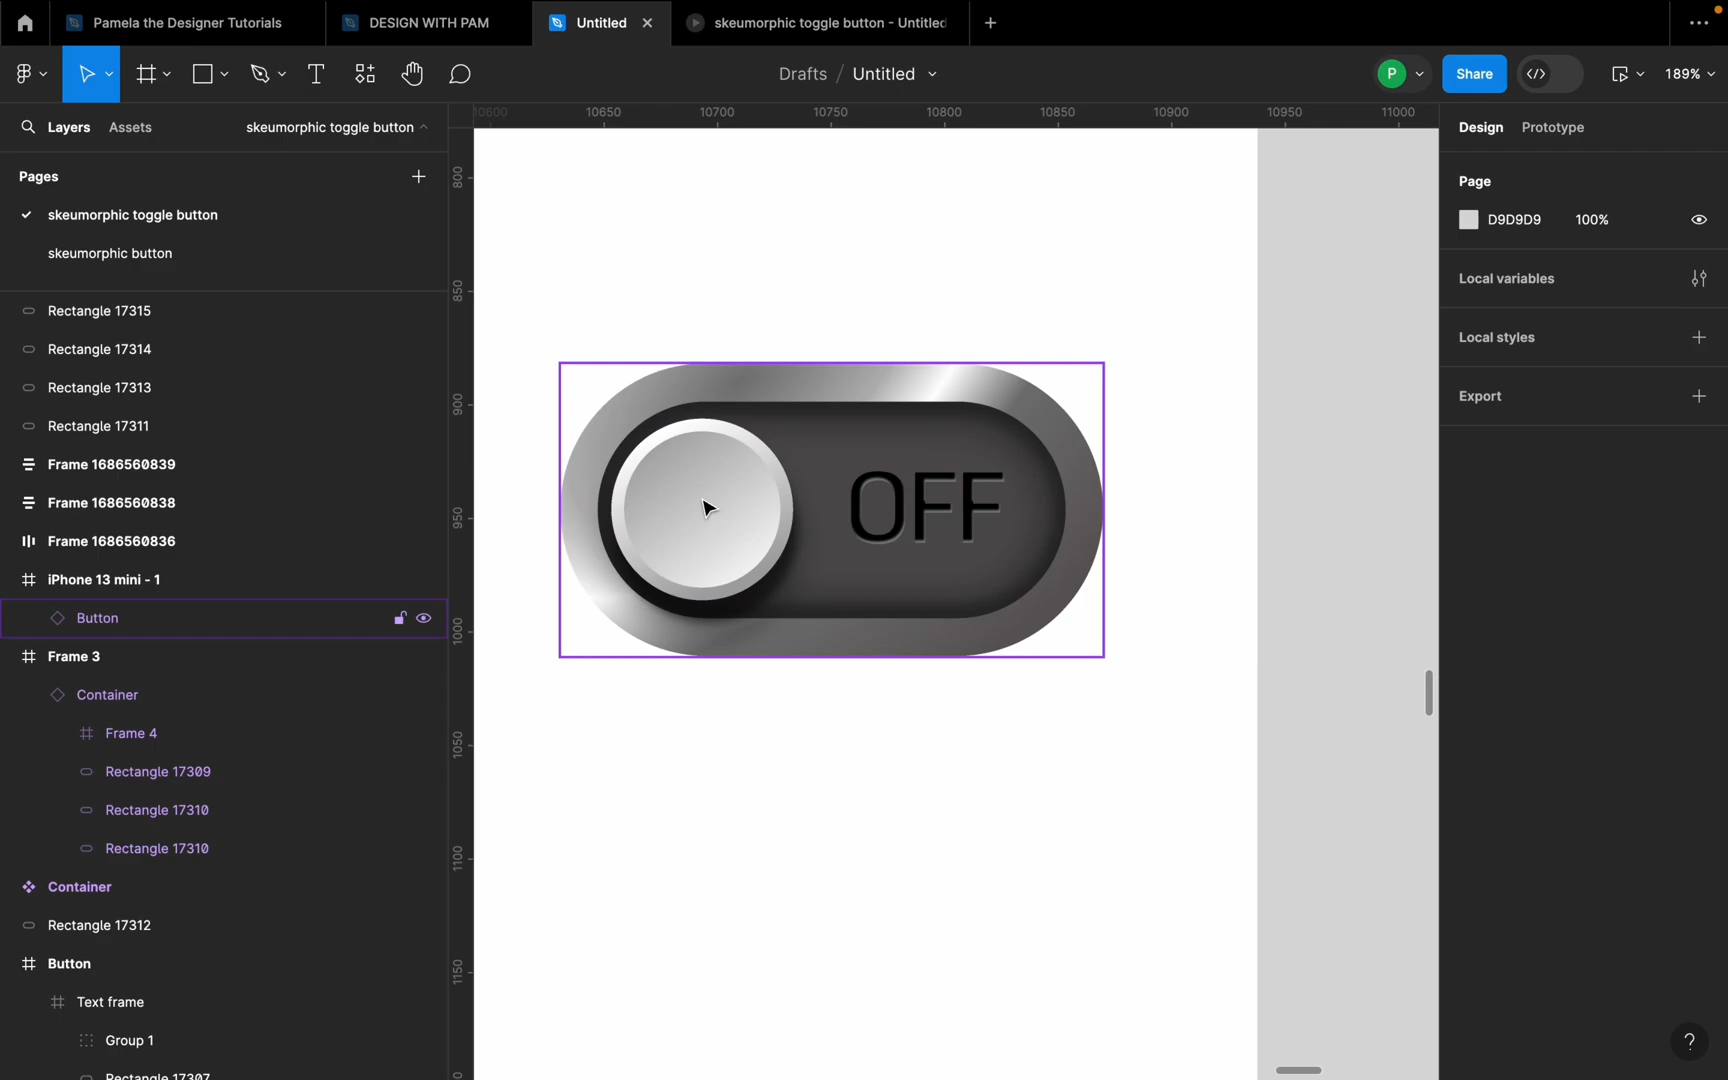 Pamela the Designer Tutorials
DESIGN WITH PAM
Untitled
skeumorphic toggle button - Untitled
Drafts / Untitled
P
Share
189%
Layers
Assets
skeumorphic toggle button
Pages
skeumorphic toggle button
skeumorphic button
Rectangle 17315
Rectangle 17314
Rectangle 17313
Rectangle 17311
Frame 1686560839
Frame 1686560838
Frame 1686560836
iPhone 13 mini - 1
Button
Frame 3
Container
Frame 4
Rectangle 17309
Rectangle 17310
Rectangle 17310
Container
Rectangle 17312
Button
Text frame
Group 1
Rectangle 17307
10600 10650 10700 10750 10800 10850 10900 10950 11000
800
850
900
950
1000
1050
1100
1150
OFF
Design
Prototype
Page
D9D9D9 100%
Local variables
Local styles
Export
?